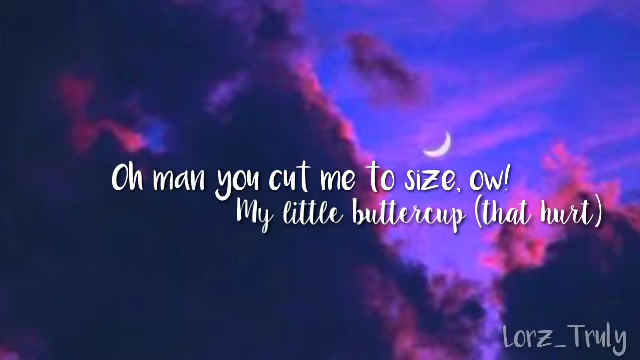 Oh man you cut me to size, ow!
My little buttercup (that hurt)
Lorz_Truly